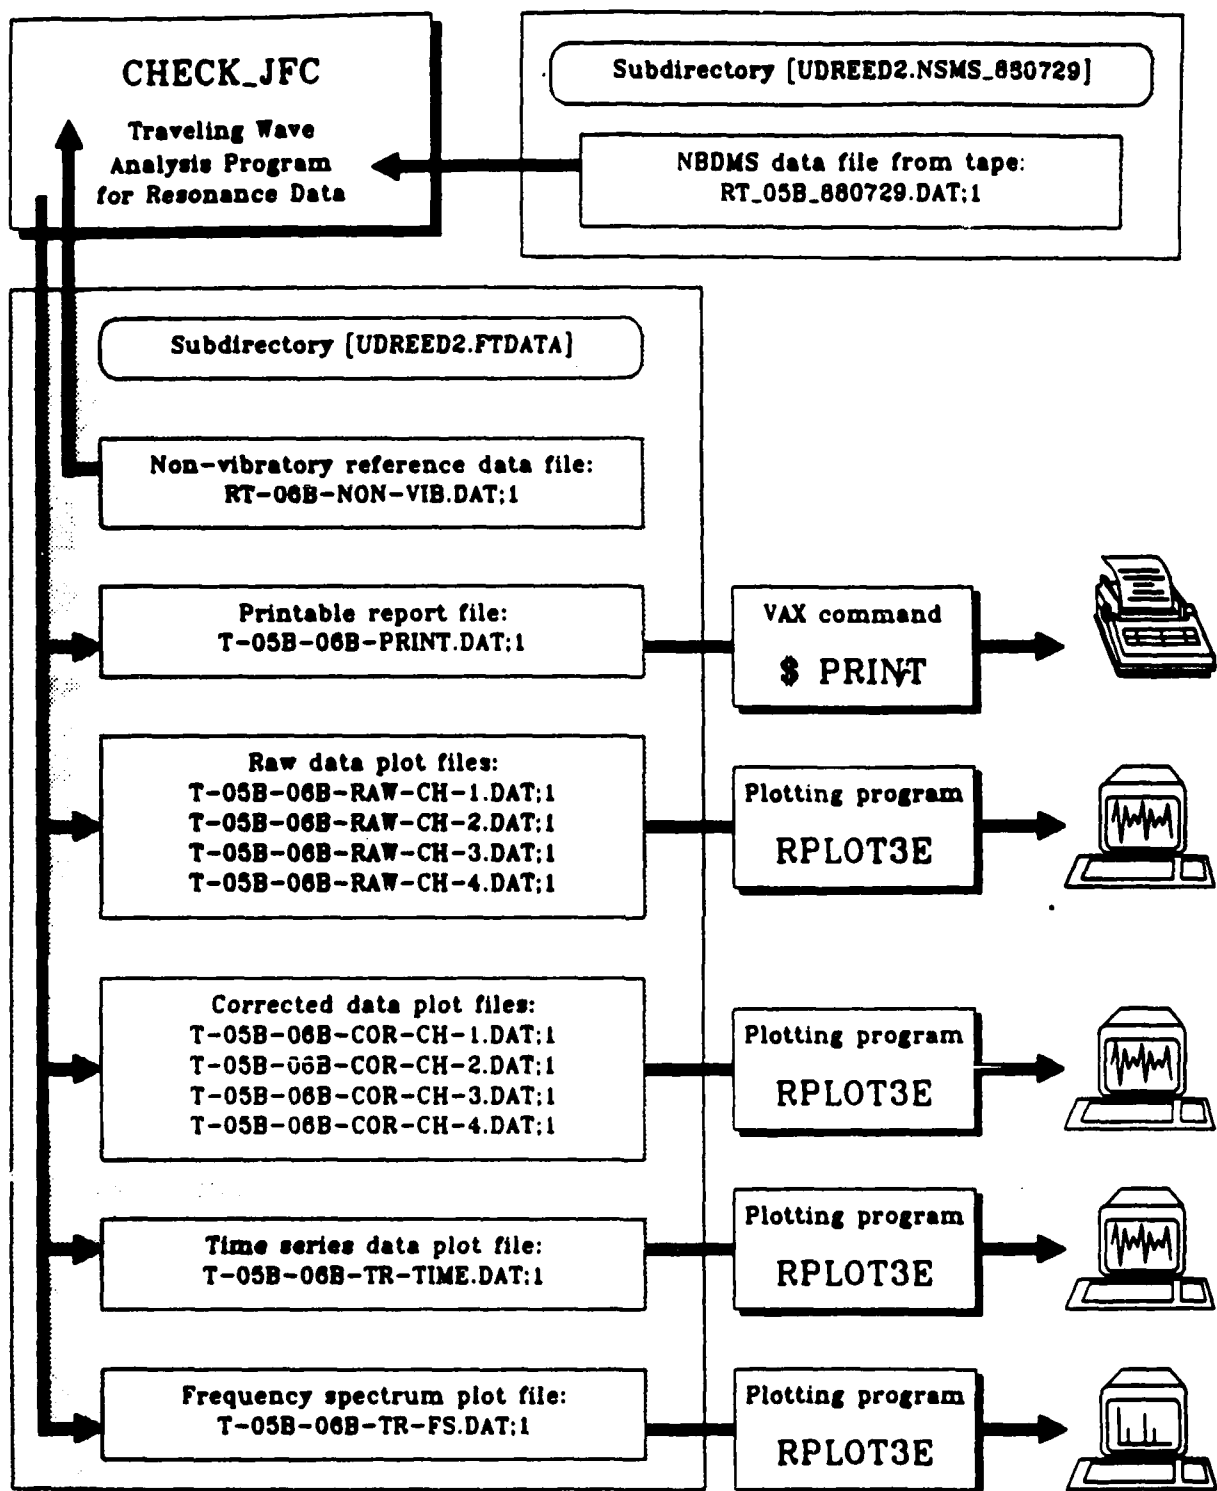 CHECK_JFC
Traveling Wave
Analysis Program
for Resonance Data
Subdirectory [UDREED2.NSMS_880729]
NBDMS data file from tape:
RT_05B_880729.DAT;1
Subdirectory [UDREED2.FTDATA]
Non-vibratory reference data file:
RT-06B-NON-VIB.DAT;1
Printable report file:
T-05B-06B-PRINT.DAT;1
VAX command
$ PRINT
Raw data plot files:
T-05B-06B-RAW-CH-1.DAT;1
T-05B-06B-RAW-CH-2.DAT;1
T-05B-06B-RAW-CH-3.DAT;1
T-05B-06B-RAW-CH-4.DAT;1
Plotting program
RPLOT3E
Corrected data plot files:
T-05B-06B-COR-CH-1.DAT;1
T-05B-06B-COR-CH-2.DAT;1
T-05B-06B-COR-CH-3.DAT;1
T-05B-06B-COR-CH-4.DAT;1
Plotting program
RPLOT3E
Time series data plot file:
T-05B-06B-TR-TIME.DAT;1
Plotting program
RPLOT3E
Frequency spectrum plot file:
T-05B-06B-TR-FS.DAT;1
Plotting program
RPLOT3E